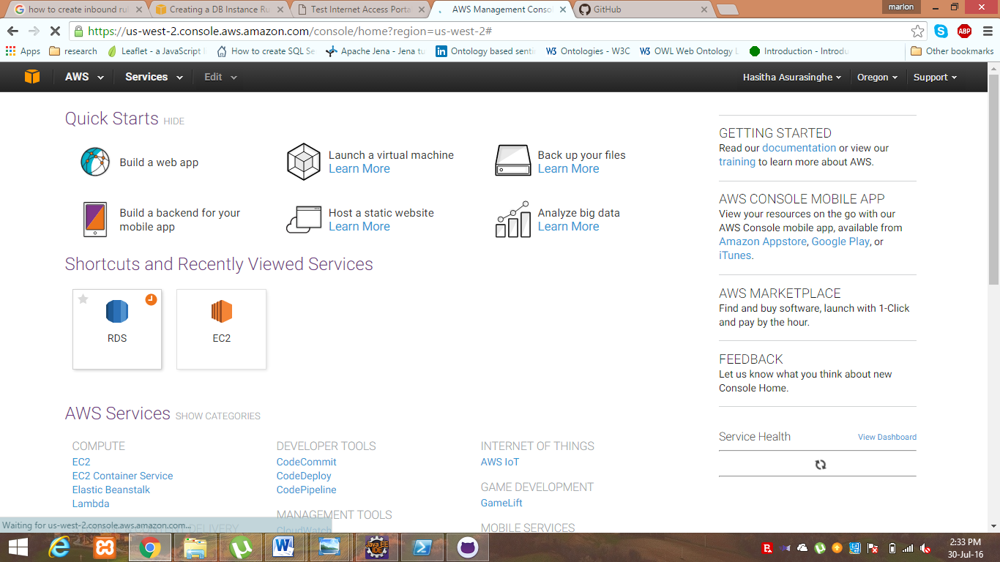 how to create inbound rul
Creating a DB Instance Ru
Test Internet Access Porta
AWS Management Conso
GitHub
marlon
https://us-west-2.console.aws.amazon.com/console/home?region=us-west-2#
ABP
Apps
research
Leaflet - a JavaScript l
How to create SQL Se
Apache Jena - Jena tu
Ontology based senti
W3 Ontologies - W3C
W3 OWL Web Ontology L
Introduction - Introdu
Other bookmarks
AWS
Services
Edit
Hasitha Asurasinghe
Oregon
Support
Quick Starts HIDE
Build a web app
Launch a virtual machine
Learn More
Back up your files
Learn More
Build a backend for your
mobile app
Host a static website
Learn More
Analyze big data
Learn More
Shortcuts and Recently Viewed Services
RDS
EC2
AWS Services SHOW CATEGORIES
COMPUTE
EC2
EC2 Container Service
Elastic Beanstalk
Lambda
STORAGE & CONTENT DELIVERY
DEVELOPER TOOLS
CodeCommit
CodeDeploy
CodePipeline
MANAGEMENT TOOLS
CloudWatch
INTERNET OF THINGS
AWS IoT
GAME DEVELOPMENT
GameLift
MOBILE SERVICES
GETTING STARTED
Read our documentation or view our
training to learn more about AWS.
AWS CONSOLE MOBILE APP
View your resources on the go with our
AWS Console mobile app, available from
Amazon Appstore, Google Play, or
iTunes.
AWS MARKETPLACE
Find and buy software, launch with 1-Click
and pay by the hour.
FEEDBACK
Let us know what you think about new
Console Home.
Service Health
View Dashboard
Waiting for us-west-2.console.aws.amazon.com...
Java EE
IDE
2:33 PM
30-Jul-16